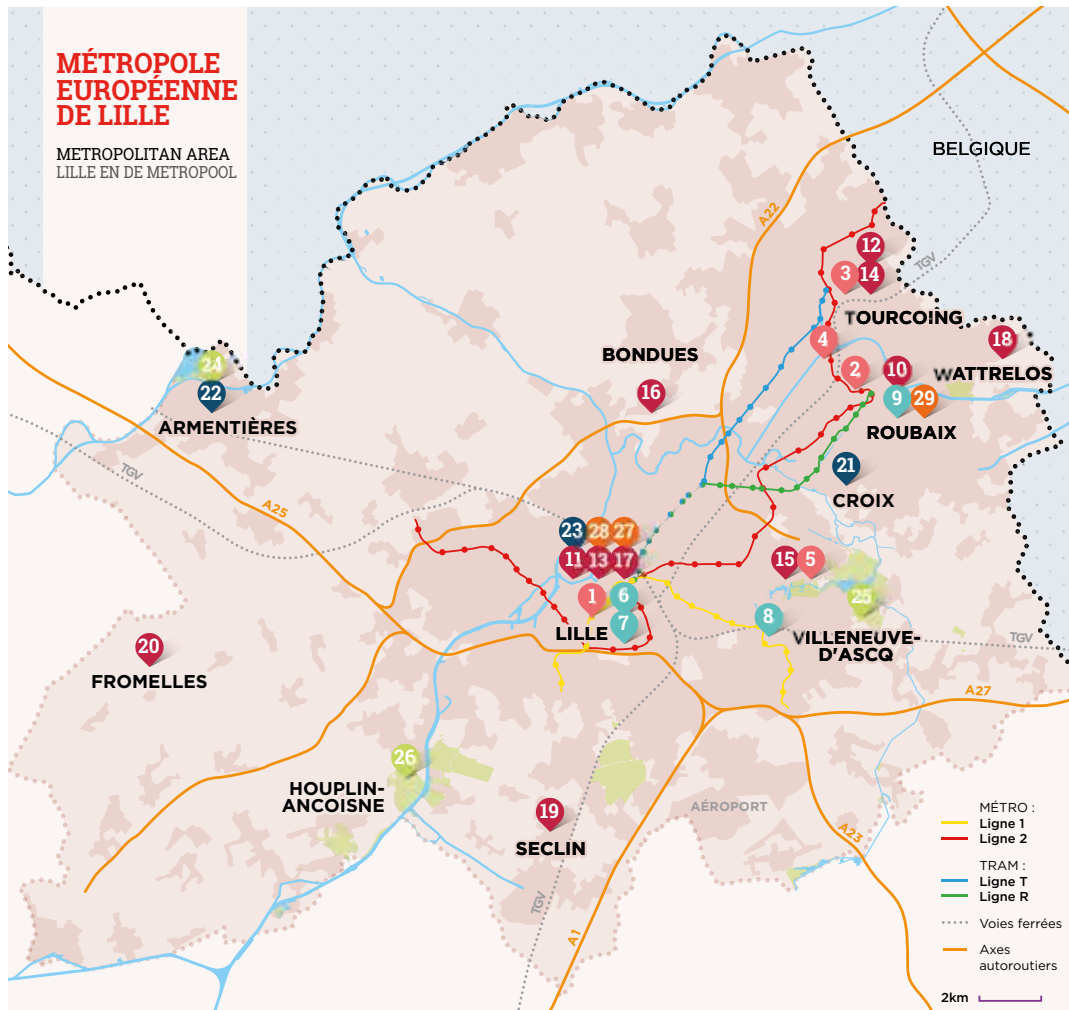 MÉTROPOLE
EUROPÉENNE
DE LILLE
METROPOLITAN AREA
LILLE EN DE METROPOOL
BELGIQUE
A22
12
TGV
3
14
TOURCOING
18
4
BONDUES
WATTRELOS
24
2
10
22
16
9
29
ARMENTIÈRES
ROUBAIX
TGV
21
CROIX
A25
23
28
27
11
13
17
15
5
1
6
25
8
LILLE
7
VILLENEUVE-
D'ASCQ
TGV
20
FROMELLES
A27
26
HOUPLIN-
ANCOISNE
19
AÉROPORT
SECLIN
A23
TGV
A1
MÉTRO :
Ligne 1
Ligne 2
TRAM :
Ligne T
Ligne R
Voies ferrées
Axes
autoroutiers
2km